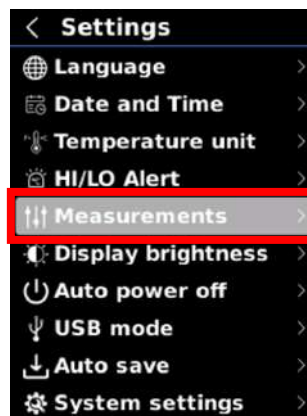 Settings
Language
Date and Time
Temperature unit
HI/LO Alert
Measurements
Display brightness
Auto power off
USB mode
Auto save
System settings